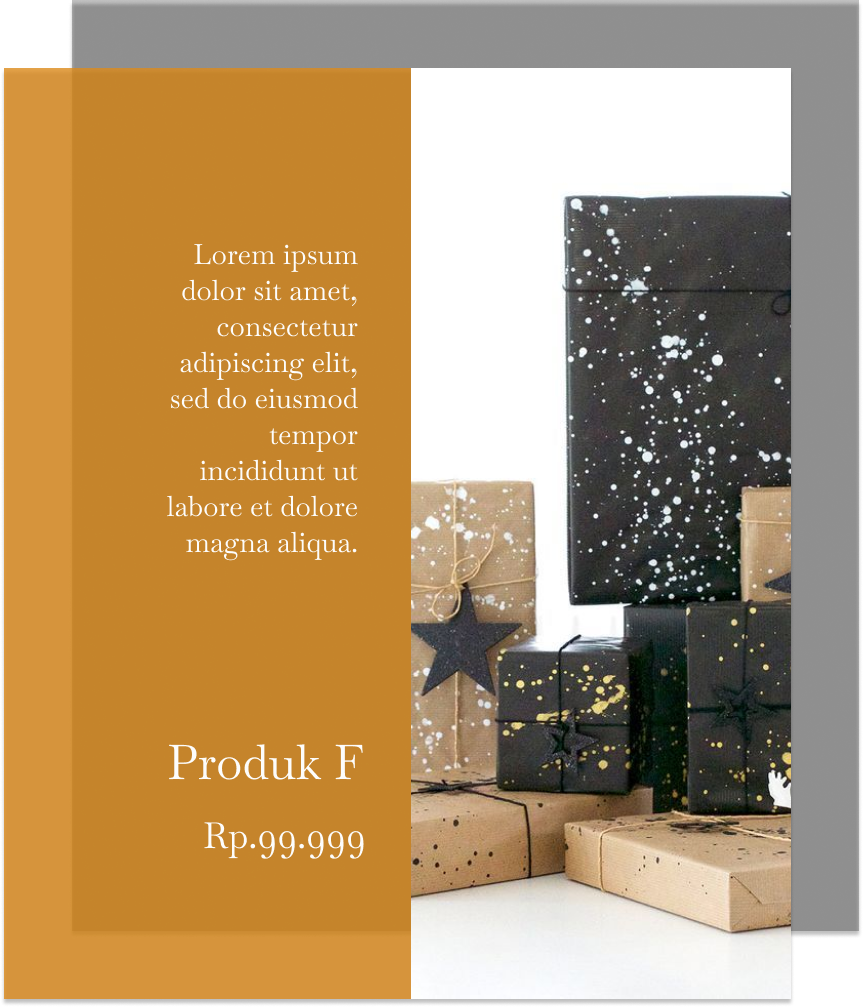 Lorem ipsum
dolor sit amet,
consectetur
adipiscing elit,
sed do eiusmod
tempor
incididunt ut
labore et dolore
magna aliqua.
Produk F
Rp.99.999